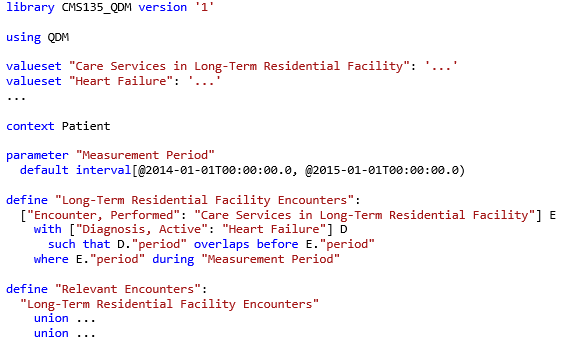 library CMS135_QDM version '1'
using QDM
valueset "Care Services in Long-Term Residential Facility": '...'
valueset "Heart Failure": '...'
...
context Patient
parameter "Measurement Period"
default interval[@2014-01-01T00:00:00.0, @2015-01-01T00:00:00.0)
define "Long-Term Residential Facility Encounters":
["Encounter, Performed": "Care Services in Long-Term Residential Facility"] E
with ["Diagnosis, Active": "Heart Failure"] D
such that D."period" overlaps before E."period"
where E."period" during "Measurement Period"
define "Relevant Encounters":
"Long-Term Residential Facility Encounters"
union ...
union ...